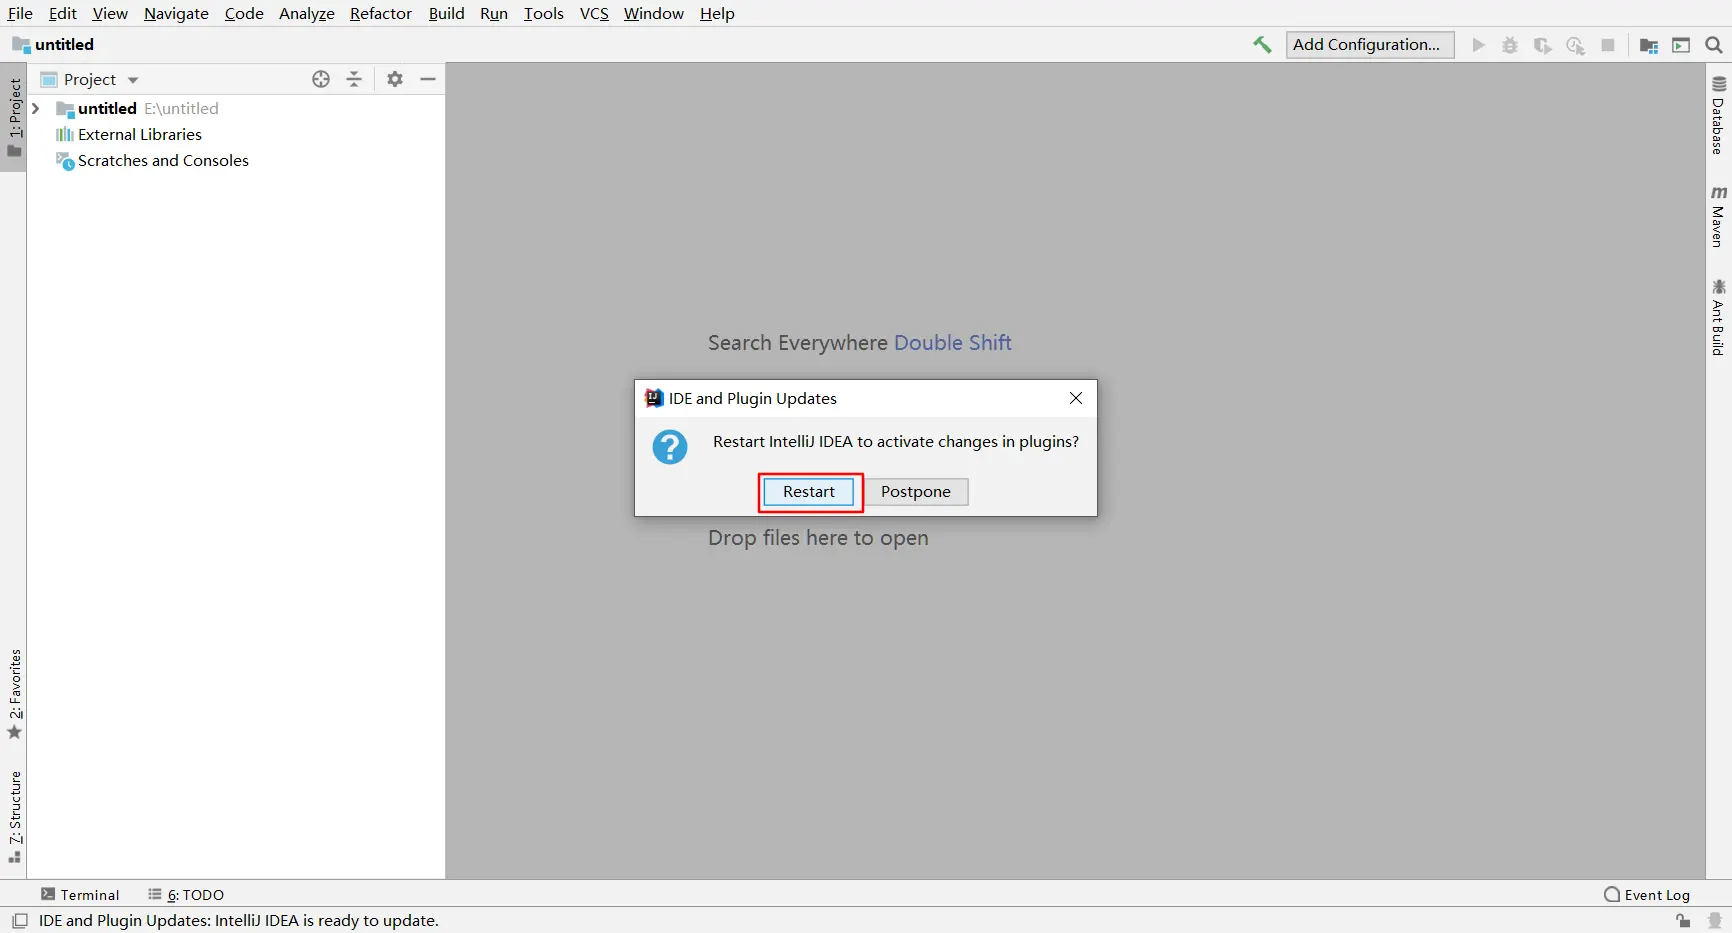 File Edit View Navigate Code Analyze Refactor Build Run Tools VCS Window Help
untitled
Add Configuration...
Project
1: Project
untitled E:\untitled
External Libraries
Scratches and Consoles
Database
Maven
Ant Build
Search Everywhere Double Shift
IDE and Plugin Updates
Restart IntelliJ IDEA to activate changes in plugins?
Restart Postpone
Drop files here to open
2: Favorites
7: Structure
Terminal 6: TODO Event Log
IDE and Plugin Updates: IntelliJ IDEA is ready to update.